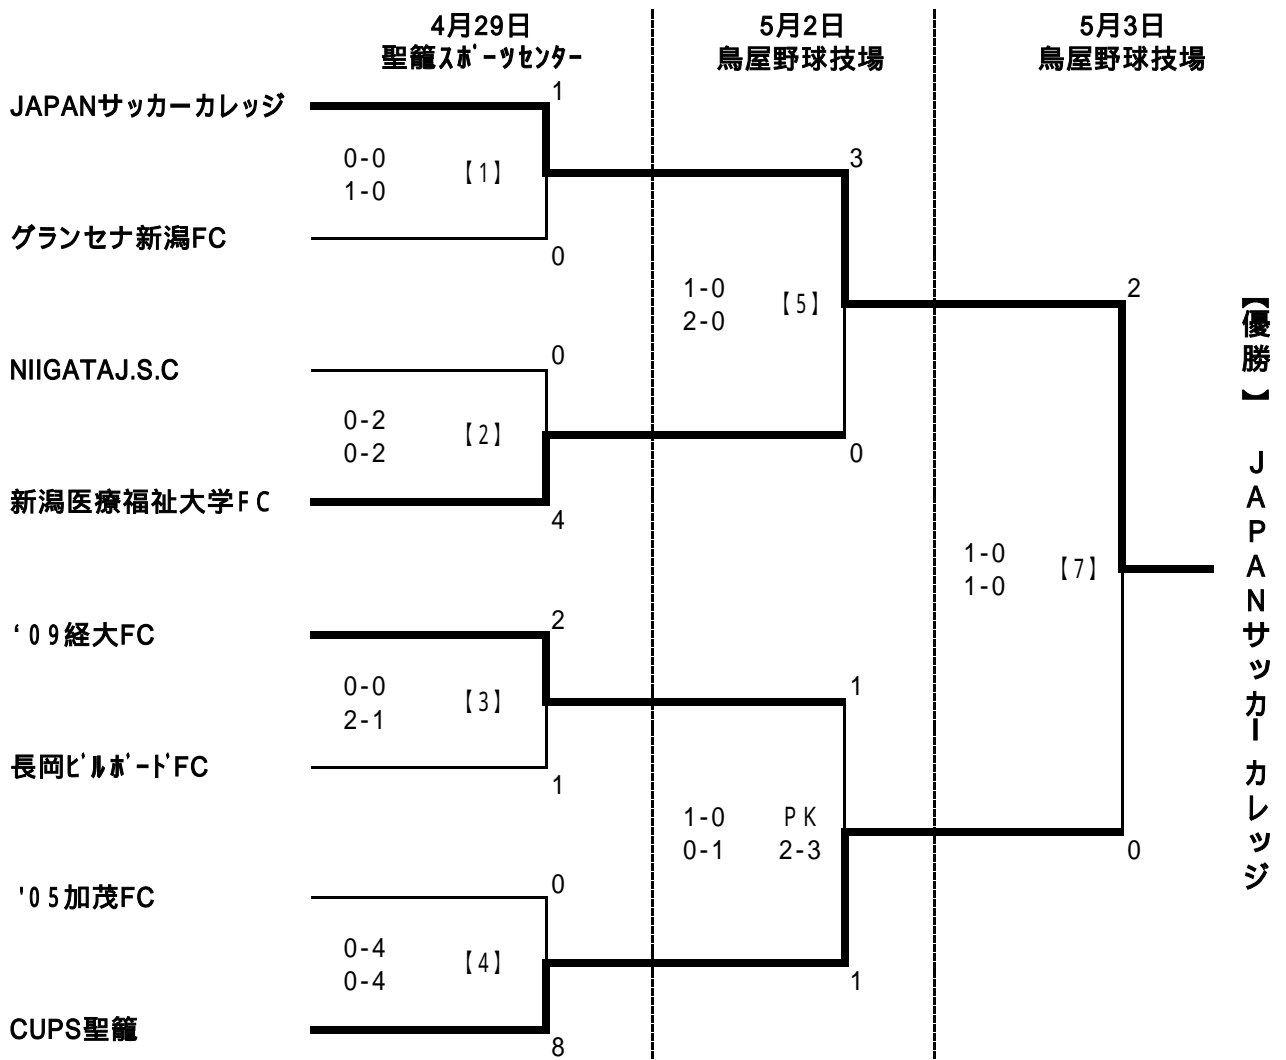 4月29日
聖籠ｽﾎﾟｰﾂｾﾝﾀｰ
5月2日
鳥屋野球技場
5月3日
鳥屋野球技場
JAPANサッカーカレッジ
1
0-0
1-0
【1】
3
グランセナ新潟FC
0
1-0
2-0
【5】
2
NIIGATAJ.S.C
0
0-2
0-2
【2】
0
新潟医療福祉大学FC
4
1-0
1-0
【7】
‘09経大FC
2
0-0
2-1
【3】
1
長岡ﾋﾞﾙﾎﾞｰﾄﾞFC
1
1-0
0-1
PK
2-3
0
'05加茂FC
0
0-4
0-4
【4】
1
CUPS聖籠
8
【優勝】 JAPANサッカーカレッジ